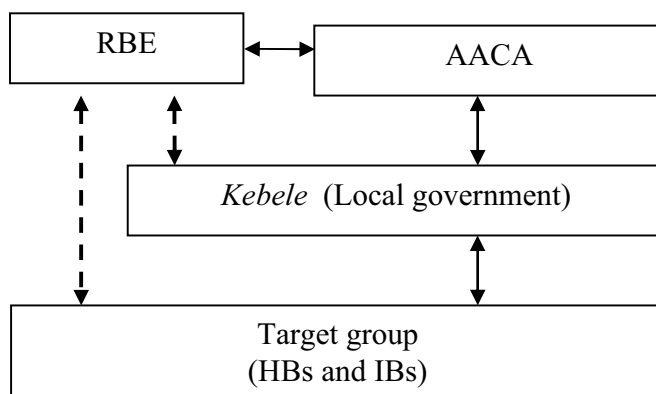 RBE
AACA
Kebele (Local government)
Target group
(HBs and IBs)